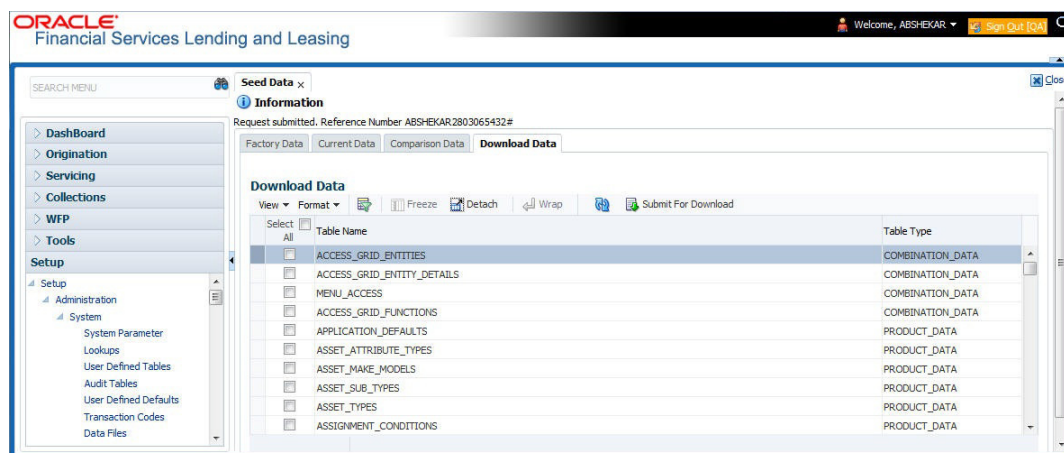 ORACLE
Financial Services Lending and Leasing
Welcome, ABSHEKAR
Sign Out [QA]
SEARCH MENU
DashBoard
Origination
Servicing
Collections
WFP
Tools
Setup
Setup
Administration
System
System Parameter
Lookups
User Defined Tables
Audit Tables
User Defined Defaults
Transaction Codes
Data Files
Seed Data x
Close
Information
Request submitted. Reference Number ABSHEKAR2803065432#
Factory Data Current Data Comparison Data Download Data
Download Data
View Format Freeze Detach Wrap Submit For Download
Select All Table Name Table Type
ACCESS_GRID_ENTITIES COMBINATION_DATA
ACCESS_GRID_ENTITY_DETAILS COMBINATION_DATA
MENU_ACCESS COMBINATION_DATA
ACCESS_GRID_FUNCTIONS COMBINATION_DATA
APPLICATION_DEFAULTS PRODUCT_DATA
ASSET_ATTRIBUTE_TYPES PRODUCT_DATA
ASSET_MAKE_MODELS PRODUCT_DATA
ASSET_SUB_TYPES PRODUCT_DATA
ASSET_TYPES PRODUCT_DATA
ASSIGNMENT_CONDITIONS PRODUCT_DATA